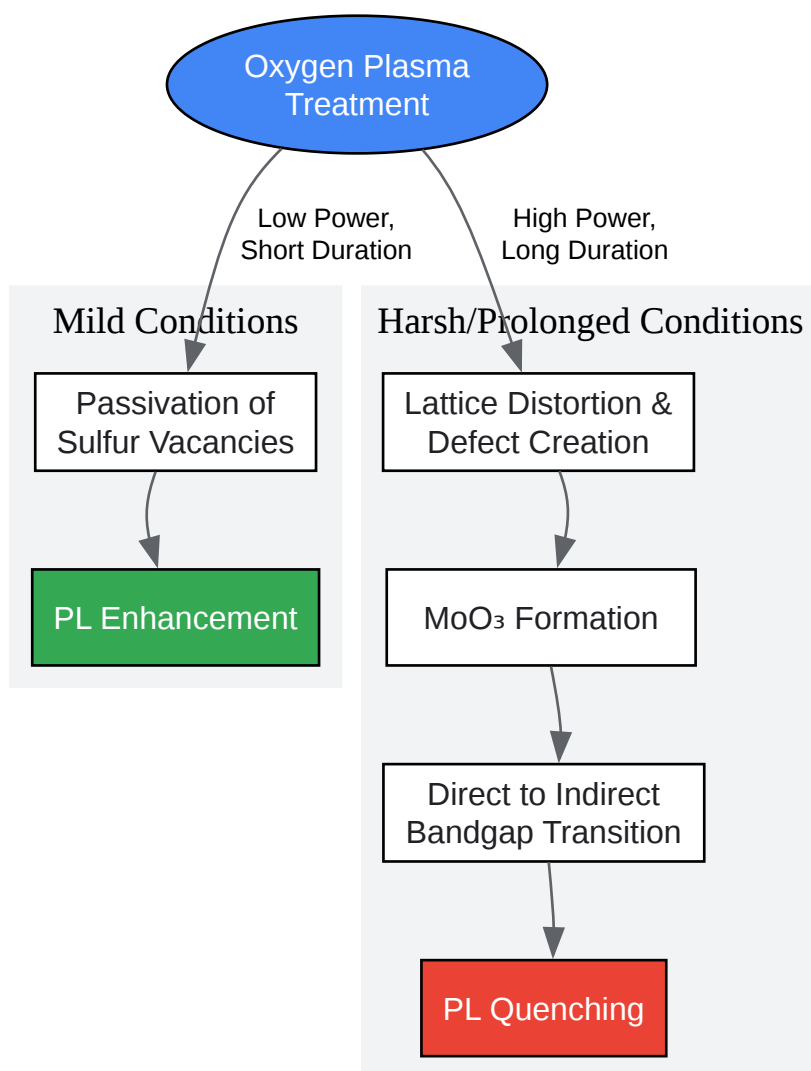 Oxygen Plasma
Treatment
Low Power,
Short Duration
High Power,
Long Duration
Mild Conditions
Passivation of
Sulfur Vacancies
PL Enhancement
Harsh/Prolonged Conditions
Lattice Distortion &
Defect Creation
MoO₃ Formation
Direct to Indirect
Bandgap Transition
PL Quenching